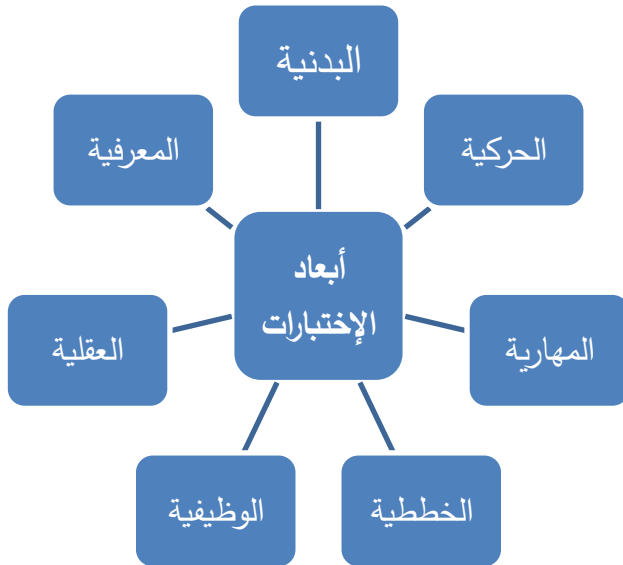 البدنية
الحركية
المعرفية
أبعاد
الإختبارات
المهارية
العقلية
الخططية
الوظيفية